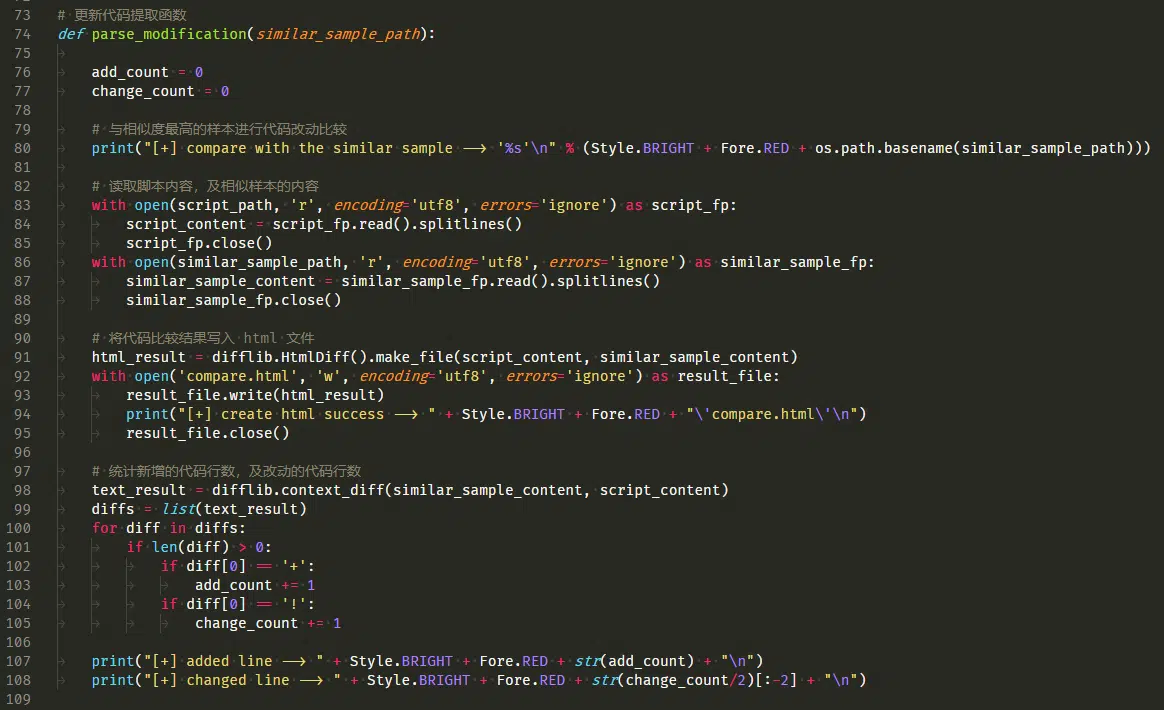 73 # 更新代码提取函数
74 def parse_modification(similar_sample_path):
75
76 add_count = 0
77 change_count = 0
78
79 # 与相似度最高的样本进行代码改动比较
80 print("[+] compare with the similar sample --> '%s'\n" % (Style.BRIGHT + Fore.RED + os.path.basename(similar_sample_path)))
81
82 # 读取脚本内容，及相似样本的内容
83 with open(script_path, 'r', encoding='utf8', errors='ignore') as script_fp:
84 script_content = script_fp.read().splitlines()
85 script_fp.close()
86 with open(similar_sample_path, 'r', encoding='utf8', errors='ignore') as similar_sample_fp:
87 similar_sample_content = similar_sample_fp.read().splitlines()
88 similar_sample_fp.close()
89
90 # 将代码比较结果写入 html 文件
91 html_result = difflib.HtmlDiff().make_file(script_content, similar_sample_content)
92 with open('compare.html', 'w', encoding='utf8', errors='ignore') as result_file:
93 result_file.write(html_result)
94 print("[+] create html success --> " + Style.BRIGHT + Fore.RED + "\'compare.html\'\n")
95 result_file.close()
96
97 # 统计新增的代码行数，及改动的代码行数
98 text_result = difflib.context_diff(similar_sample_content, script_content)
99 diffs = list(text_result)
100 for diff in diffs:
101 if len(diff) > 0:
102 if diff[0] == '+':
103 add_count += 1
104 if diff[0] == '!':
105 change_count += 1
106
107 print("[+] added line --> " + Style.BRIGHT + Fore.RED + str(add_count) + "\n")
108 print("[+] changed line --> " + Style.BRIGHT + Fore.RED + str(change_count/2)[:-2] + "\n")
109